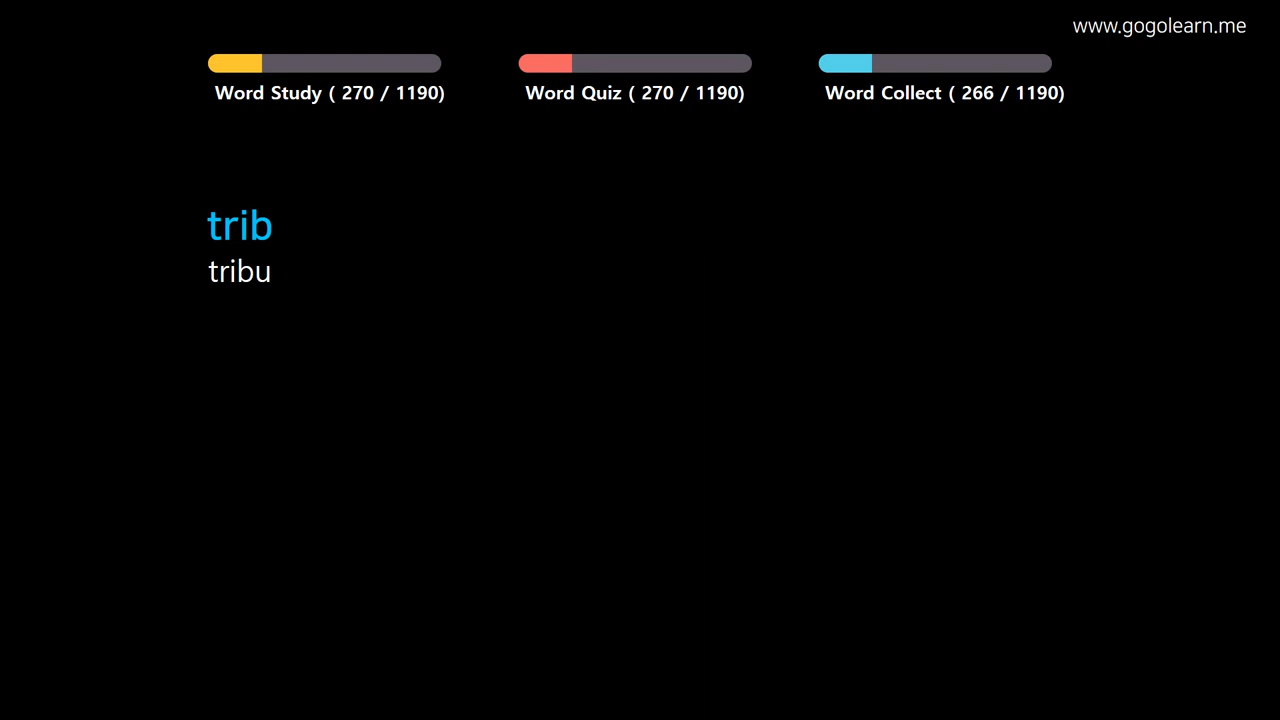 www.gogolearn.me
Word Study ( 270 / 1190)
Word Quiz ( 270 / 1190)
Word Collect ( 266 / 1190)
trib
tribu